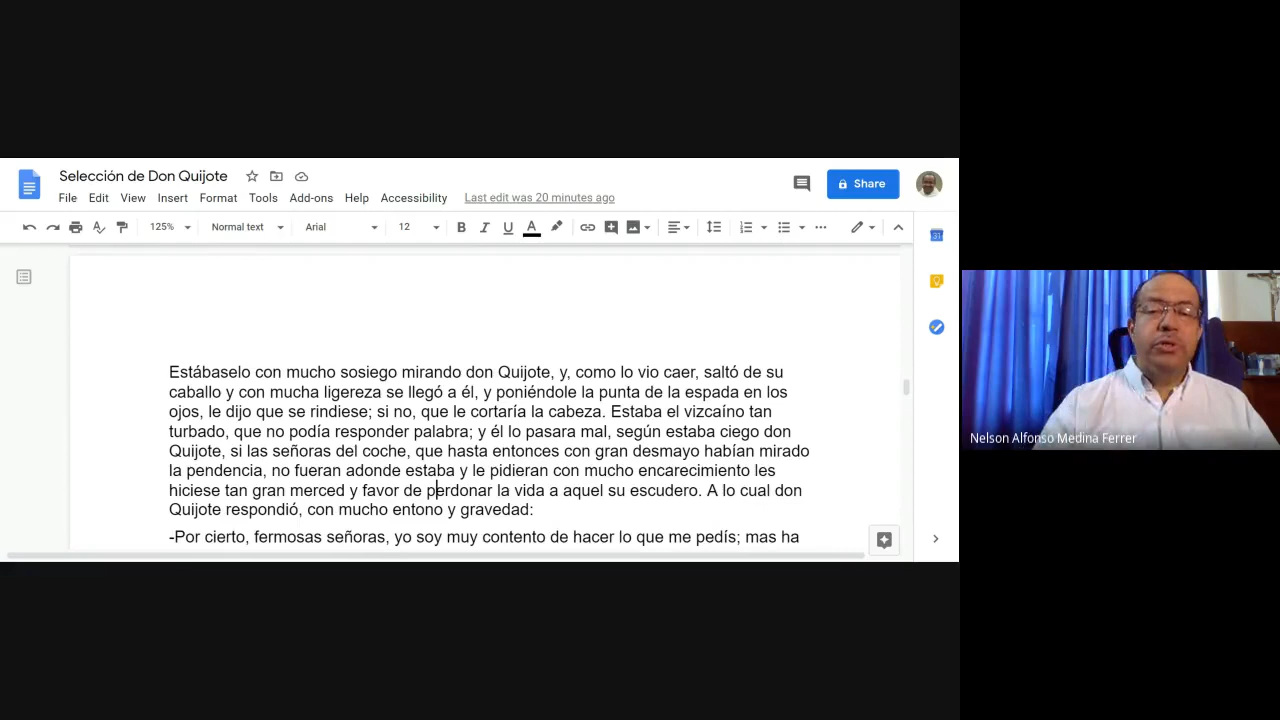 Selección de Don Quijote
File Edit View Insert Format Tools Add-ons Help Accessibility Last edit was 20 minutes ago
Share
125% Normal text Arial 12 B I U A
31
Estábaselo con mucho sosiego mirando don Quijote, y, como lo vio caer, saltó de su
caballo y con mucha ligereza se llegó a él, y poniéndole la punta de la espada en los
ojos, le dijo que se rindiese; si no, que le cortaría la cabeza. Estaba el vizcaíno tan
turbado, que no podía responder palabra; y él lo pasara mal, según estaba ciego don
Quijote, si las señoras del coche, que hasta entonces con gran desmayo habían mirado
la pendencia, no fueran adonde estaba y le pidieran con mucho encarecimiento les
hiciese tan gran merced y favor de perdonar la vida a aquel su escudero. A lo cual don
Quijote respondió, con mucho entono y gravedad:
-Por cierto, fermosas señoras, yo soy muy contento de hacer lo que me pedís; mas ha
Nelson Alfonso Medina Ferrer